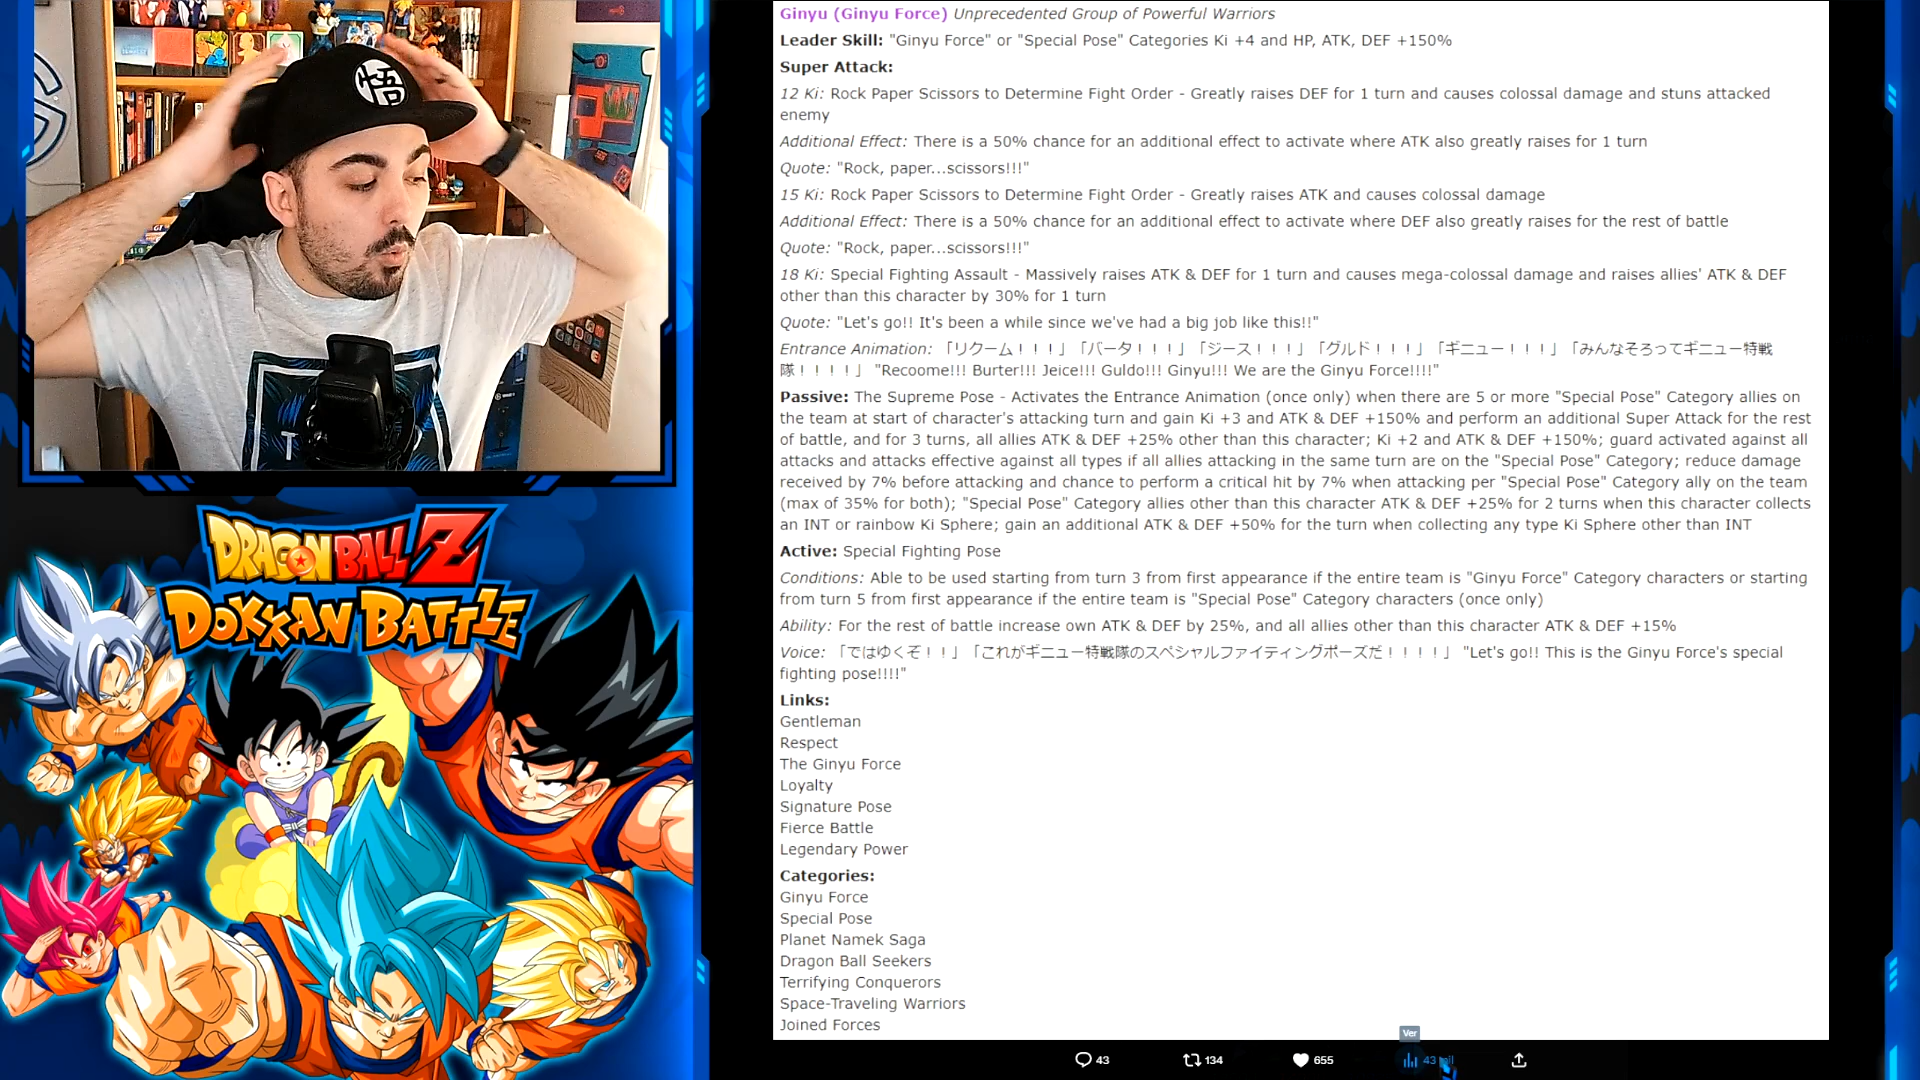 Ginyu (Ginyu Force) Unprecedented Group of Powerful Warriors
Leader Skill: "Ginyu Force" or "Special Pose" Categories Ki +4 and HP, ATK, DEF +150%
Super Attack:
12 Ki: Rock Paper Scissors to Determine Fight Order - Greatly raises DEF for 1 turn and causes colossal damage and stuns attacked
enemy
Additional Effect: There is a 50% chance for an additional effect to activate where ATK also greatly raises for 1 turn
Quote: "Rock, paper...scissors!!!"
15 Ki: Rock Paper Scissors to Determine Fight Order - Greatly raises ATK and causes colossal damage
Additional Effect: There is a 50% chance for an additional effect to activate where DEF also greatly raises for the rest of battle
Quote: "Rock, paper...scissors!!!"
18 Ki: Special Fighting Assault - Massively raises ATK & DEF for 1 turn and causes mega-colossal damage and raises allies' ATK & DEF
other than this character by 30% for 1 turn
Quote: "Let's go!! It's been a while since we've had a big job like this!!"
Entrance Animation: 「リクーム！！！」「バータ！！！」「ジース！！！」「グルド！！！」「ギニュー！！！」「みんなそろってギニュー特戦
隊！！！！」 "Recoome!!! Burter!!! Jeice!!! Guldo!!! Ginyu!!! We are the Ginyu Force!!!!"
Passive: The Supreme Pose - Activates the Entrance Animation (once only) when there are 5 or more "Special Pose" Category allies on
the team at start of character's attacking turn and gain Ki +3 and ATK & DEF +150% and perform an additional Super Attack for the rest
of battle, and for 3 turns, all allies ATK & DEF +25% other than this character; Ki +2 and ATK & DEF +150%; guard activated against all
attacks and attacks effective against all types if all allies attacking in the same turn are on the "Special Pose" Category; reduce damage
received by 7% before attacking and chance to perform a critical hit by 7% when attacking per "Special Pose" Category ally on the team
(max of 35% for both); "Special Pose" Category allies other than this character ATK & DEF +25% for 2 turns when this character collects
an INT or rainbow Ki Sphere; gain an additional ATK & DEF +50% for the turn when collecting any type Ki Sphere other than INT
Active: Special Fighting Pose
Conditions: Able to be used starting from turn 3 from first appearance if the entire team is "Ginyu Force" Category characters or starting
from turn 5 from first appearance if the entire team is "Special Pose" Category characters (once only)
Ability: For the rest of battle increase own ATK & DEF by 25%, and all allies other than this character ATK & DEF +15%
Voice: 「ではゆくぞ！！」「これがギニュー特戦隊のスペシャルファイティングポーズだ！！！！」 "Let's go!! This is the Ginyu Force's special
fighting pose!!!!"
Links:
Gentleman
Respect
The Ginyu Force
Loyalty
Signature Pose
Fierce Battle
Legendary Power
Categories:
Ginyu Force
Special Pose
Planet Namek Saga
Dragon Ball Seekers
Terrifying Conquerors
Space-Traveling Warriors
Joined Forces
Ver
43
134
655
43
悟
DRAGON BALL Z
DOKKAN BATTLE